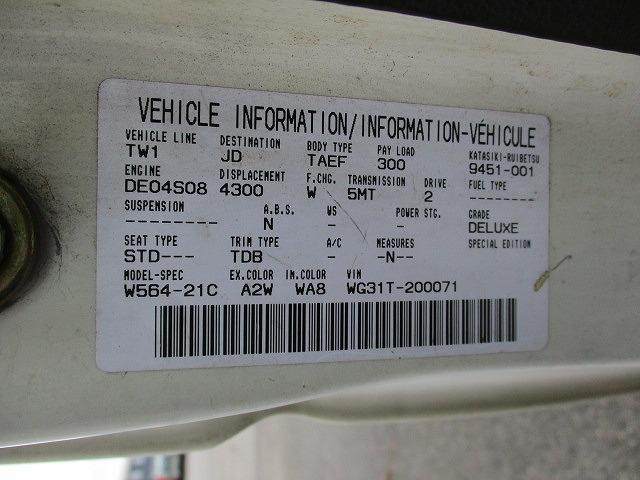 VEHICLE INFORMATION/INFORMATION-VÉHICULE
VEHICLE LINE DESTINATION BODY TYPE PAY LOAD KATASIKI-RUIBETSU
TW1 JD TAEF 300 9451-001
ENGINE DISPLACEMENT F.CHG. TRANSMISSION DRIVE FUEL TYPE
DE04S08 4300 W 5MT 2 ---------
SUSPENSION A.B.S. WS POWER STG. GRADE
--------- N - - DELUXE
SEAT TYPE TRIM TYPE A/C MEASURES SPECIAL EDITION
STD--- TDB - -N--
MODEL-SPEC EX.COLOR IN.COLOR VIN
W564-21C A2W WA8 WG31T-200071